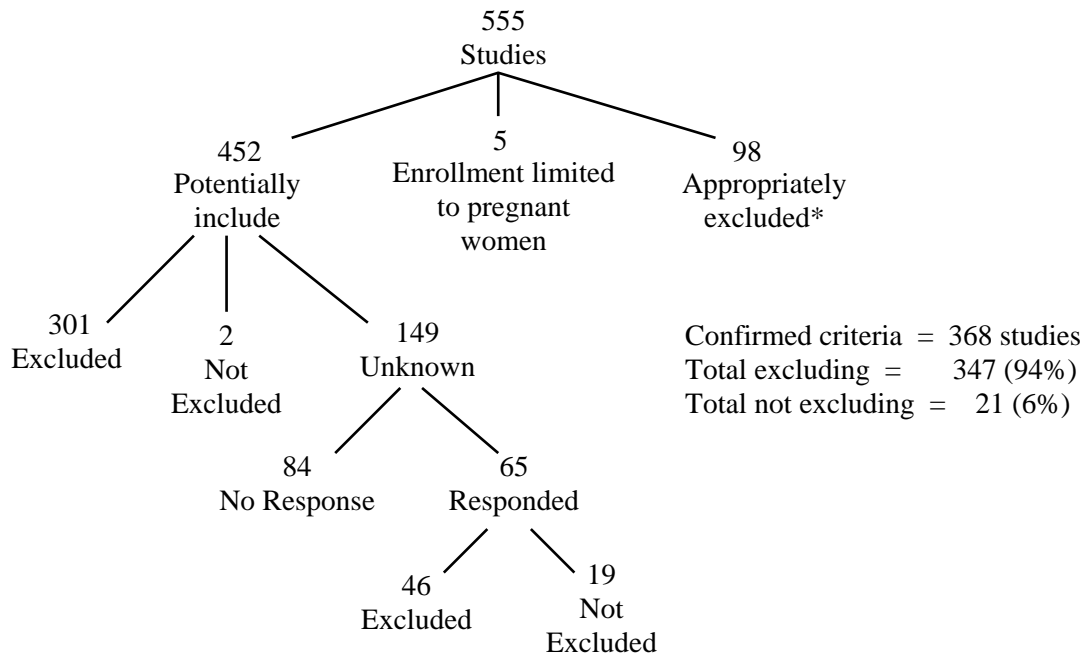 555
Studies
452
Potentially
include
5
Enrollment limited
to pregnant
women
98
Appropriately
excluded*
301
Excluded
2
Not
Excluded
149
Unknown
Confirmed criteria = 368 studies
Total excluding = 347 (94%)
Total not excluding = 21 (6%)
84
No Response
65
Responded
46
Excluded
19
Not
Excluded